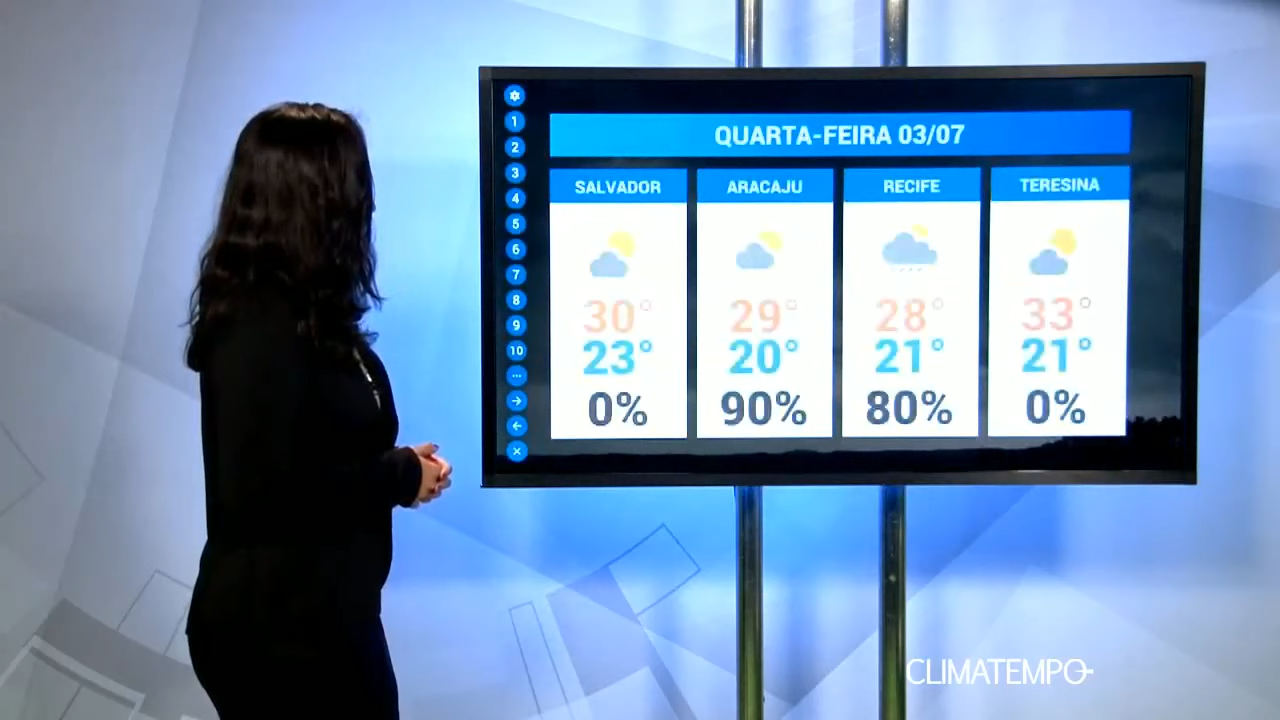 QUARTA-FEIRA 03/07
SALVADOR ARACAJU RECIFE TERESINA
30° 29° 28° 33°
23° 20° 21° 21°
0% 90% 80% 0%
1
2
3
4
5
6
7
8
9
10
...
CLIMATEMPO